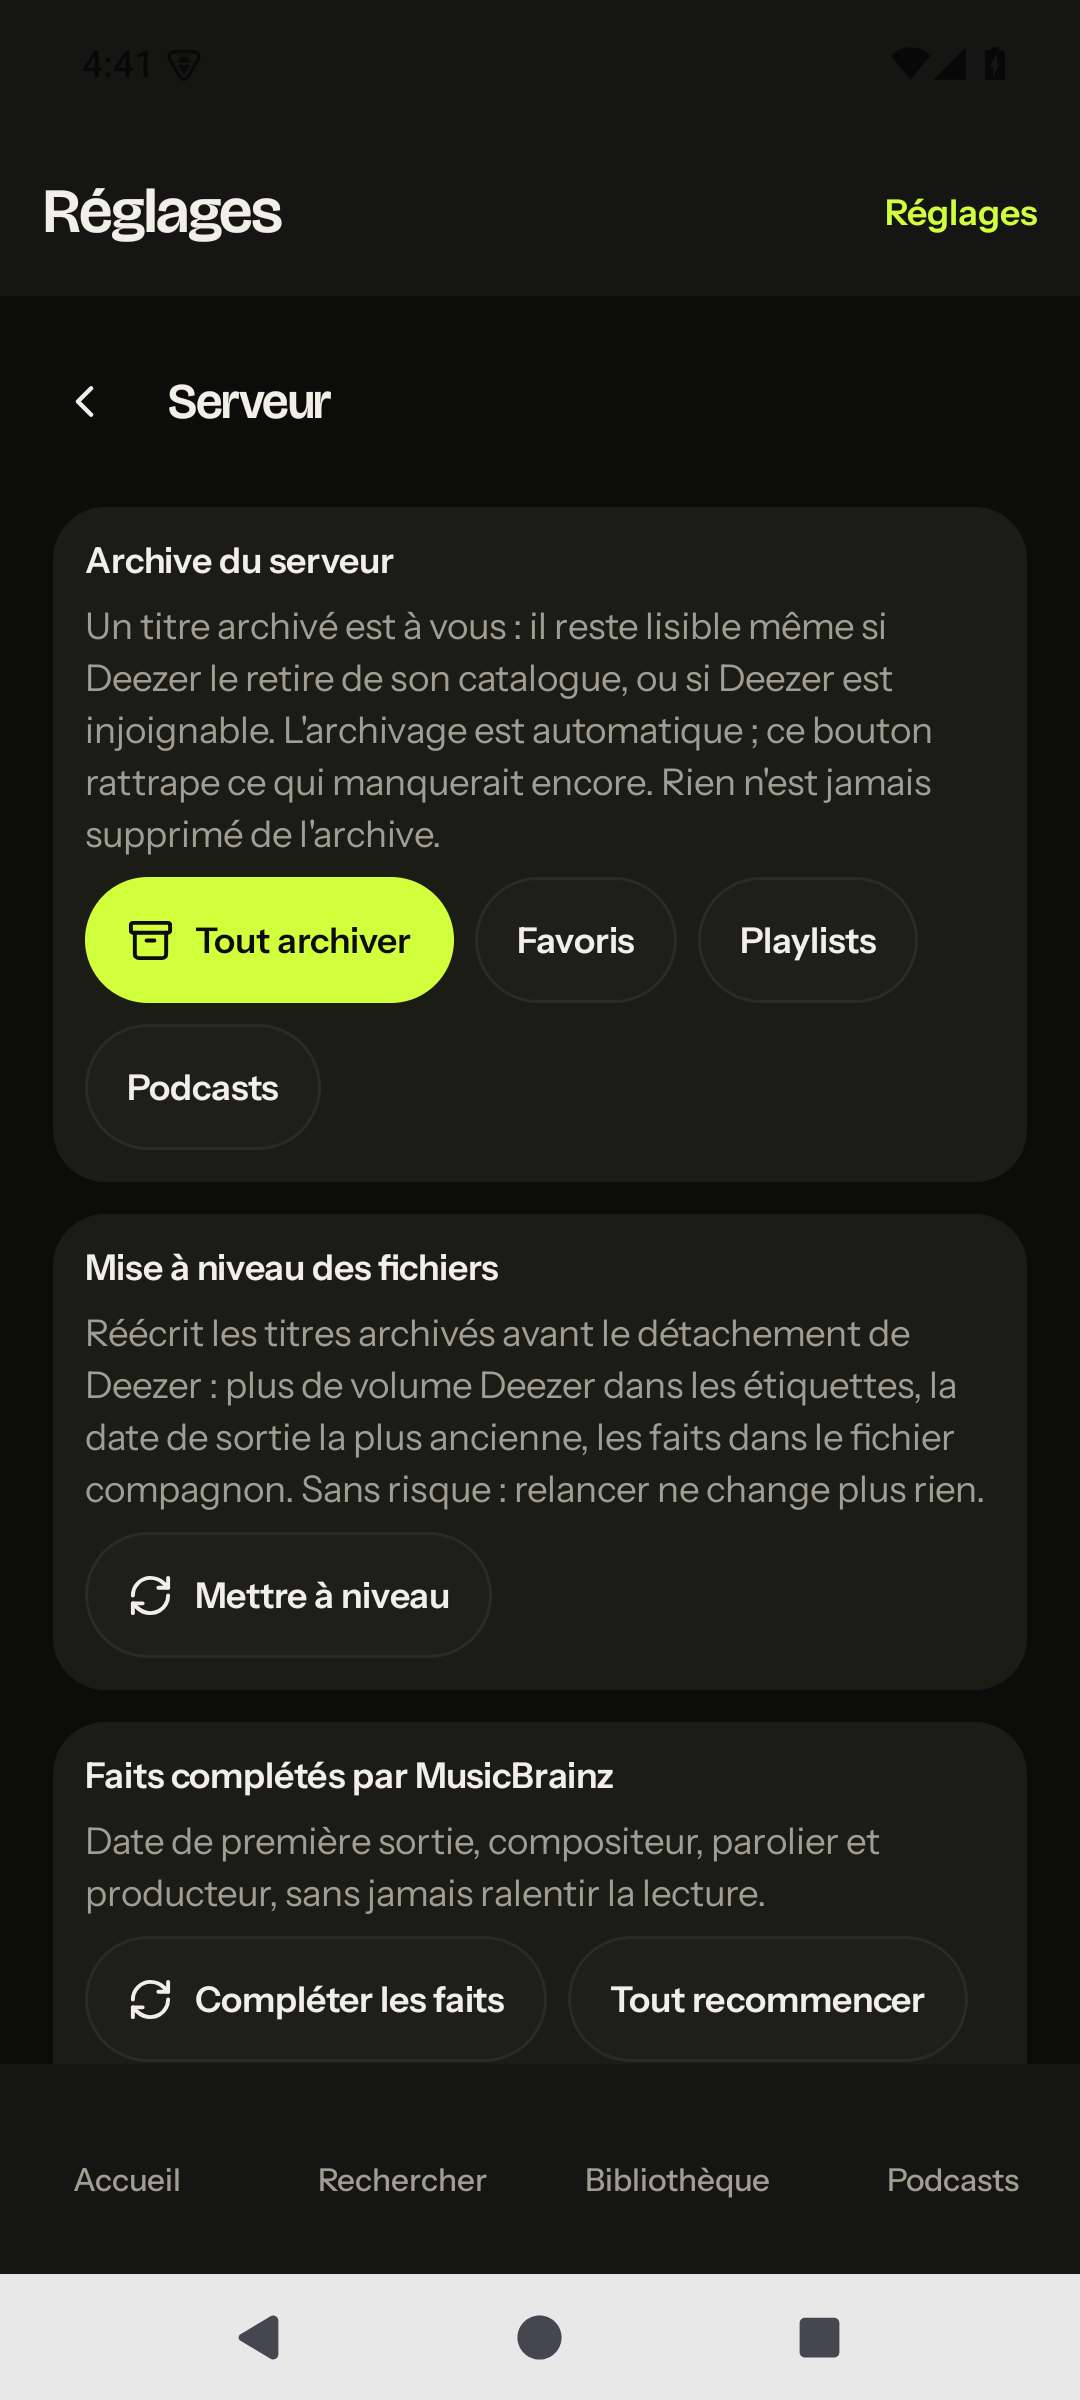 4:41
Réglages
Réglages
Serveur
Archive du serveur
Un titre archivé est à vous : il reste lisible même si
Deezer le retire de son catalogue, ou si Deezer est
injoignable. L'archivage est automatique ; ce bouton
rattrape ce qui manquerait encore. Rien n'est jamais
supprimé de l'archive.
Tout archiver
Favoris
Playlists
Podcasts
Mise à niveau des fichiers
Réécrit les titres archivés avant le détachement de
Deezer : plus de volume Deezer dans les étiquettes, la
date de sortie la plus ancienne, les faits dans le fichier
compagnon. Sans risque : relancer ne change plus rien.
Mettre à niveau
Faits complétés par MusicBrainz
Date de première sortie, compositeur, parolier et
producteur, sans jamais ralentir la lecture.
Compléter les faits
Tout recommencer
Accueil
Rechercher
Bibliothèque
Podcasts